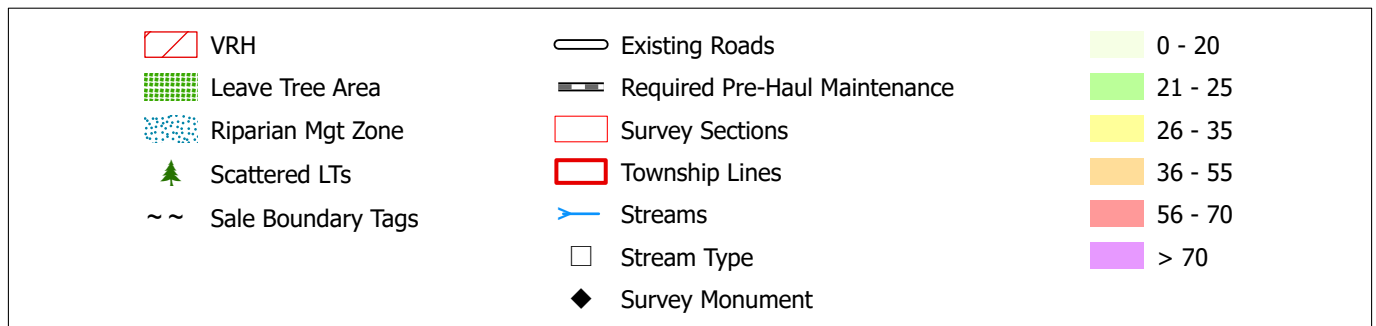 VRH
Leave Tree Area
Riparian Mgt Zone
Scattered LTs
Sale Boundary Tags
Existing Roads
Required Pre-Haul Maintenance
Survey Sections
Township Lines
Streams
Stream Type
Survey Monument
0 - 20
21 - 25
26 - 35
36 - 55
56 - 70
> 70